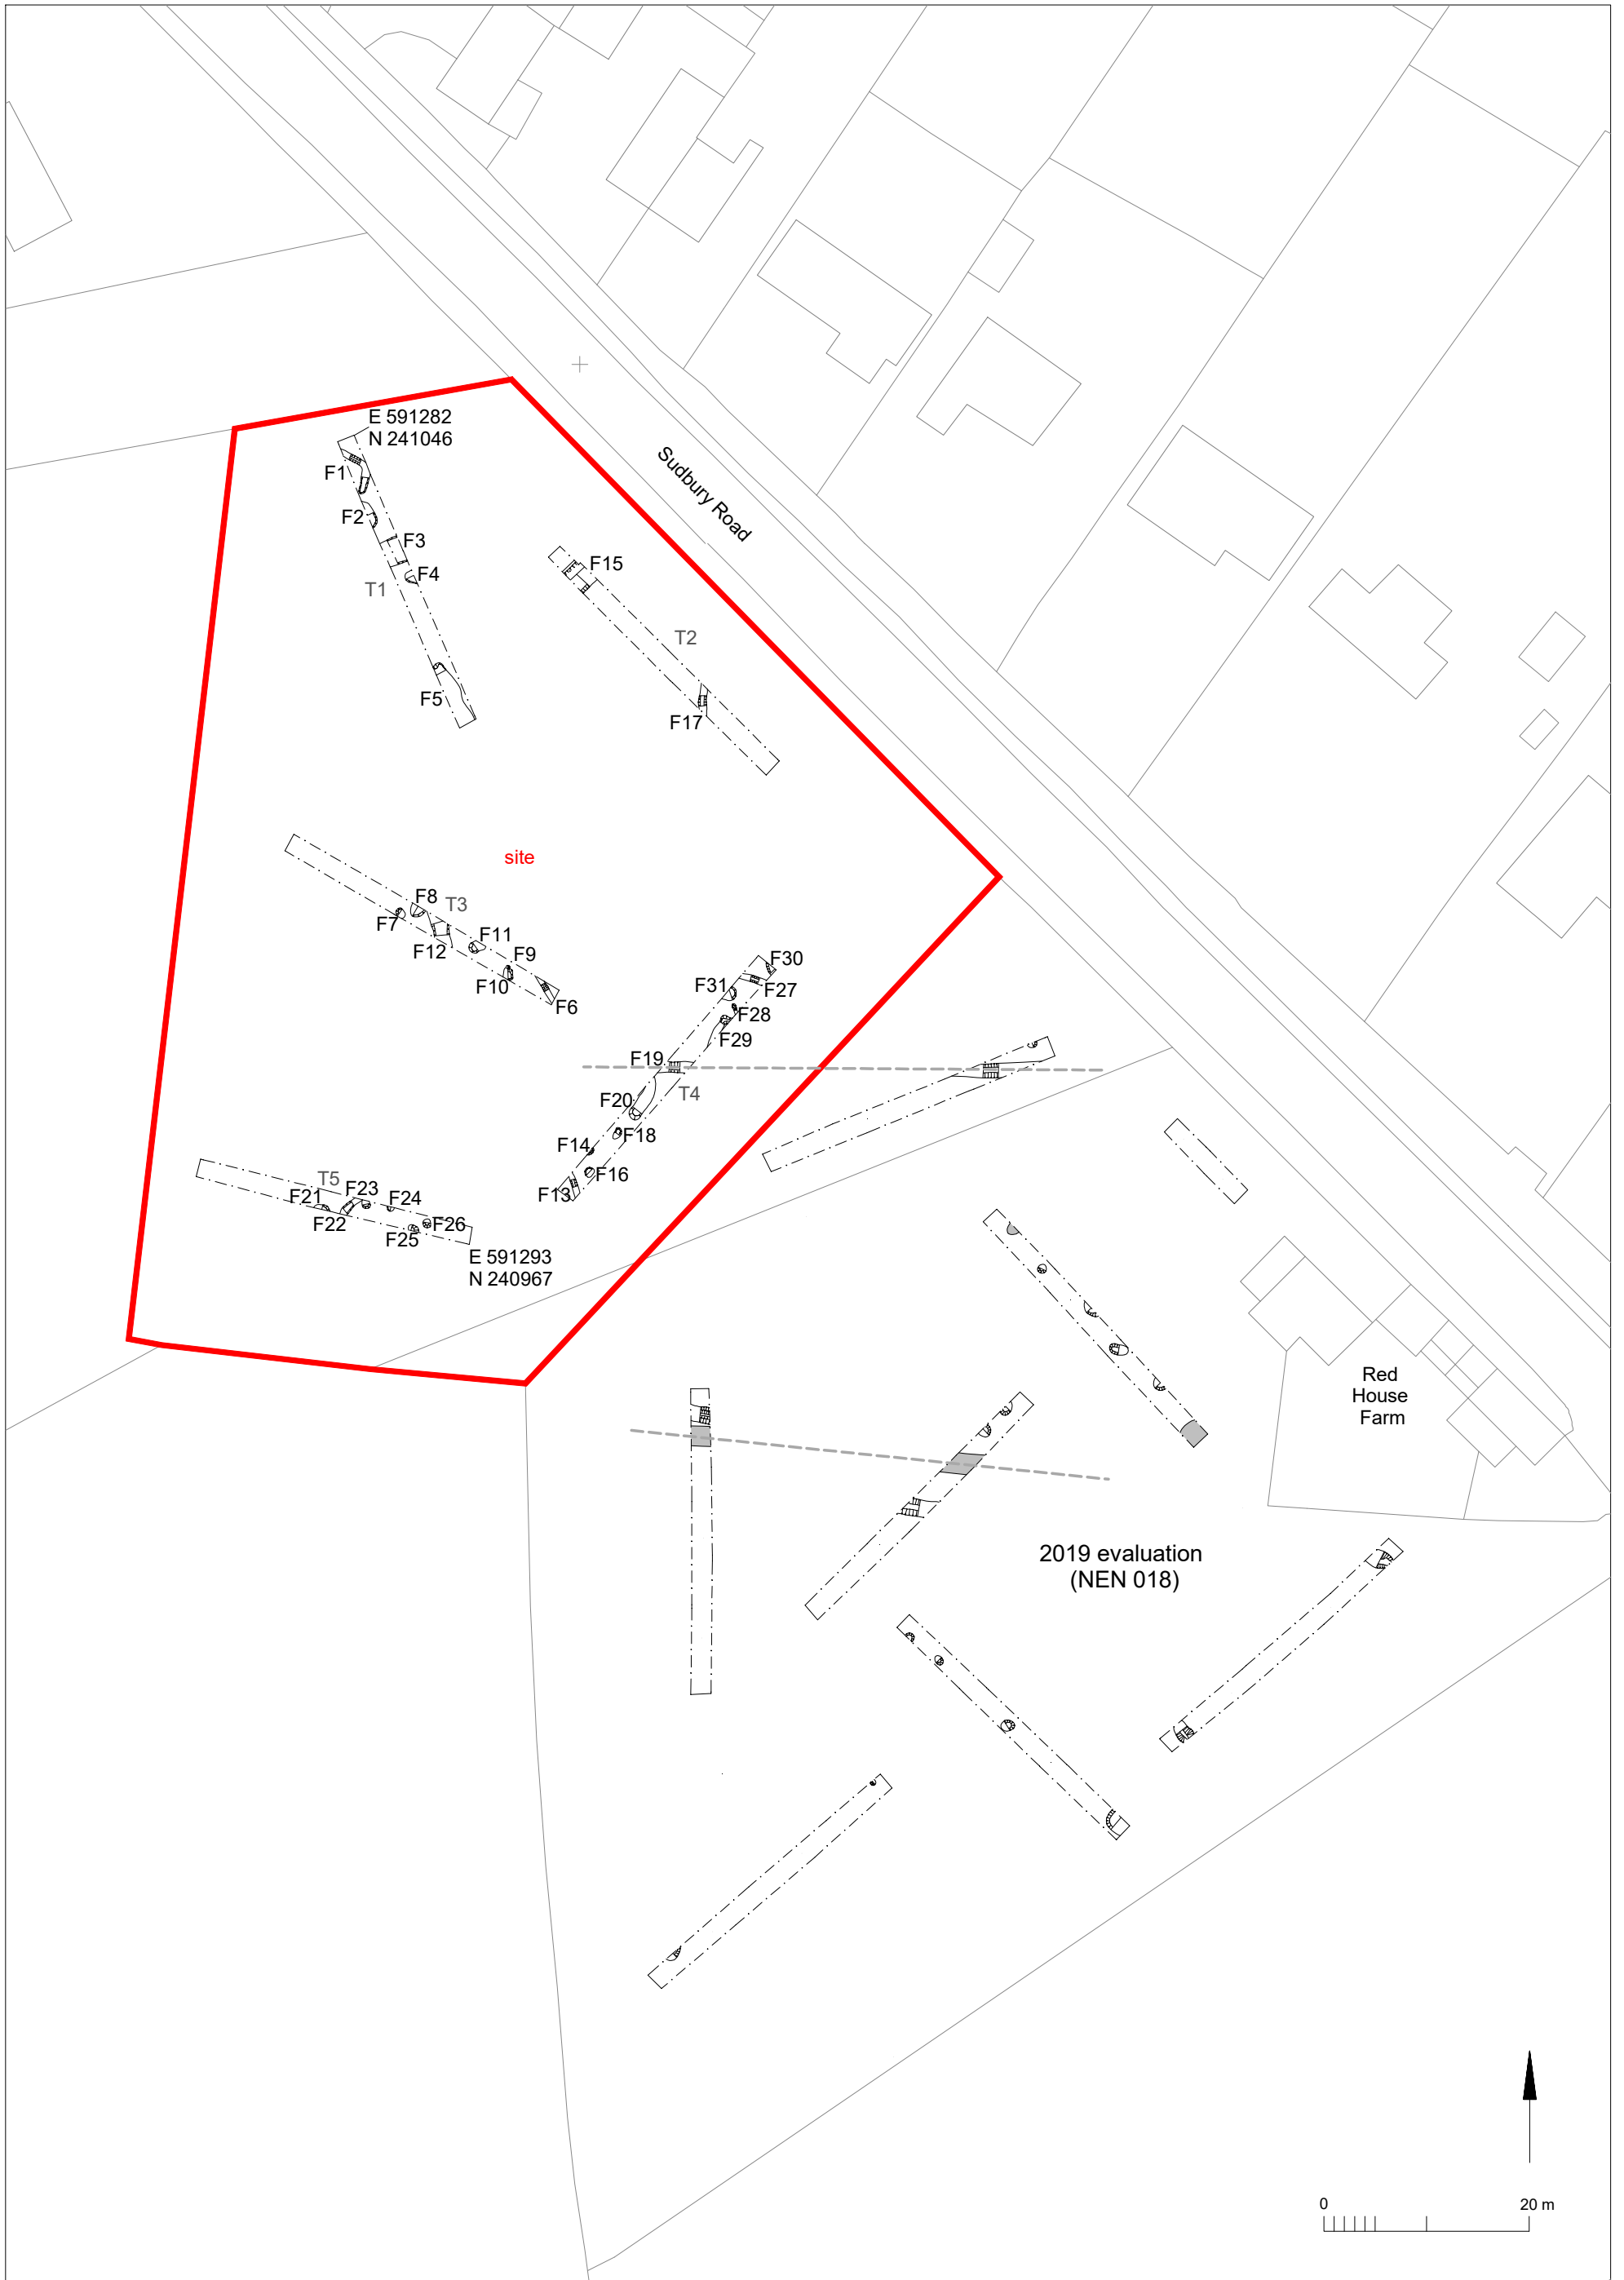 E 591282
N 241046
Sudbury Road
F1
F2
F3
F4
T1
F5
F15
T2
F17
site
F8
T3
F7
F12
F11
F9
F10
F6
F30
F31
F27
F28
F29
F19
T4
F20
F18
F14
F16
F13
T5
F21
F23
F24
F22
F25
F26
E 591293
N 240967
Red
House
Farm
2019 evaluation
(NEN 018)
0
20 m